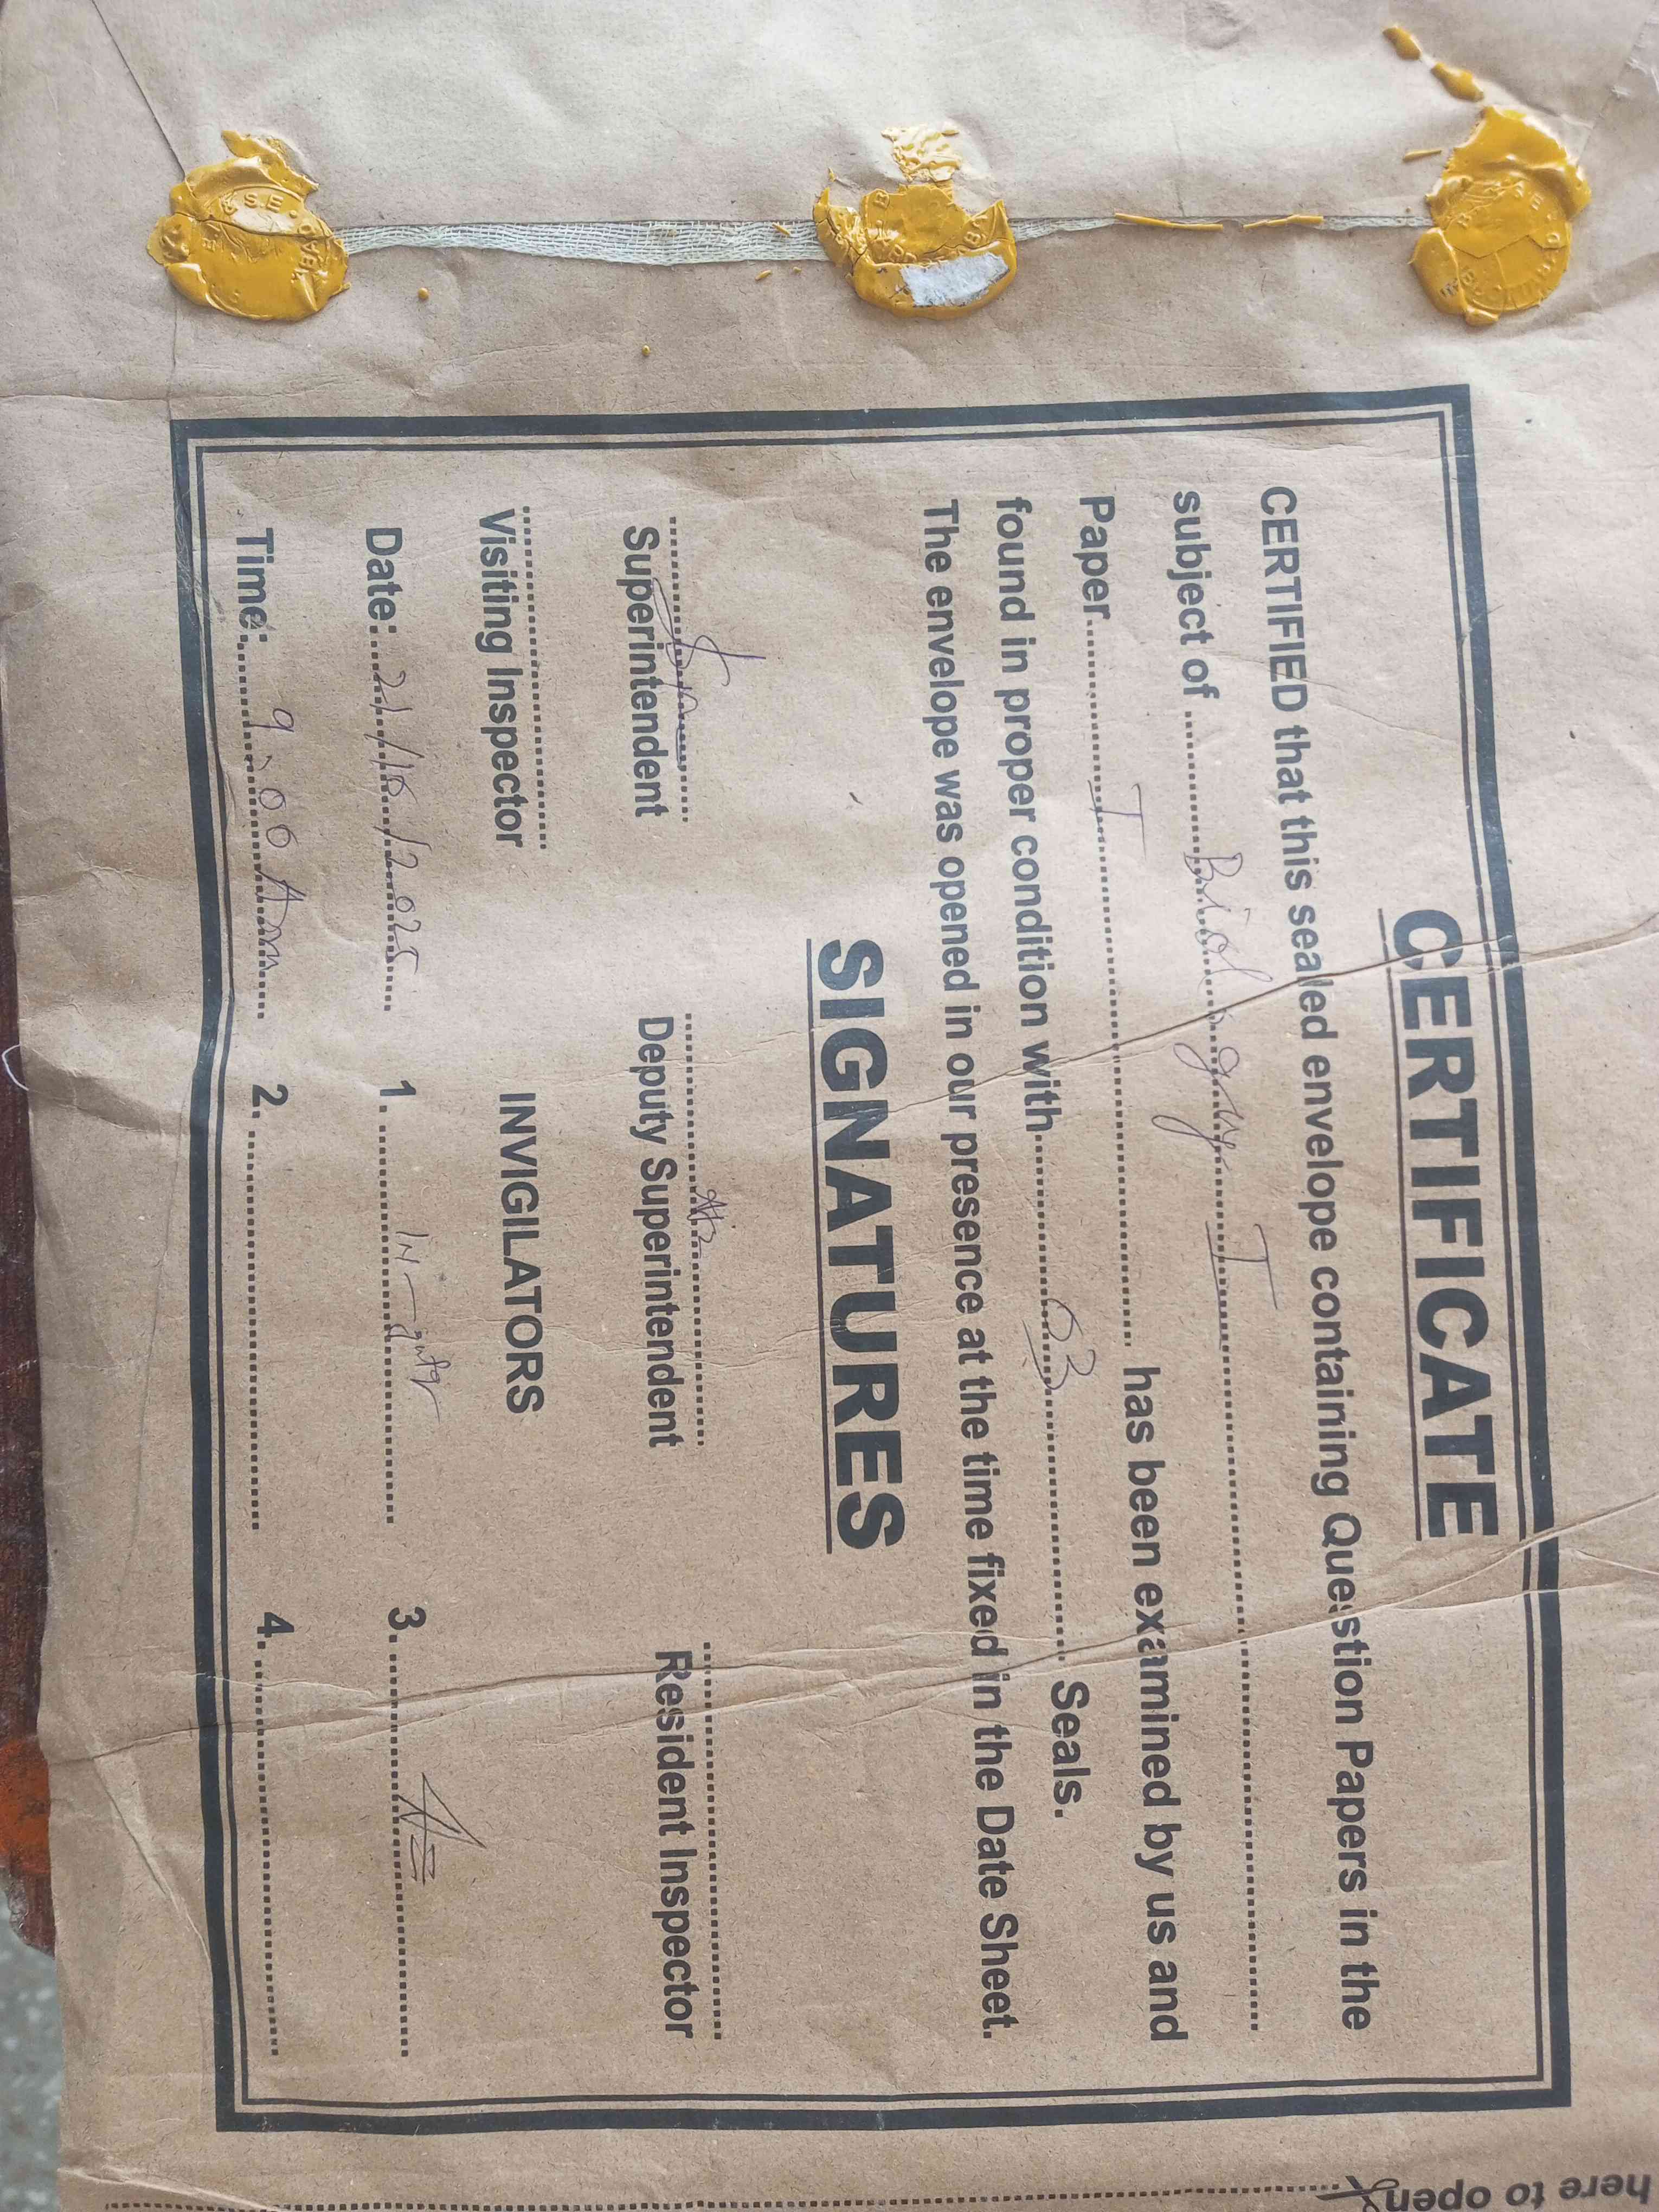 CERTIFICATE
CERTIFIED that this sealed envelope containing Question Papers in the
subject of ........ Biology I ........
Paper ........ I ........ has been examined by us and
found in proper condition with ........ 03 ........ Seals.
The envelope was opened in our presence at the time fixed in the Date Sheet.
SIGNATURES
Superintendent Deputy Superintendent Resident Inspector
Visiting Inspector INVIGILATORS
Date: 21/10/2025 1. ........ 3. ........
Time: 9.00 Am 2. ........ 4. ........
here to open